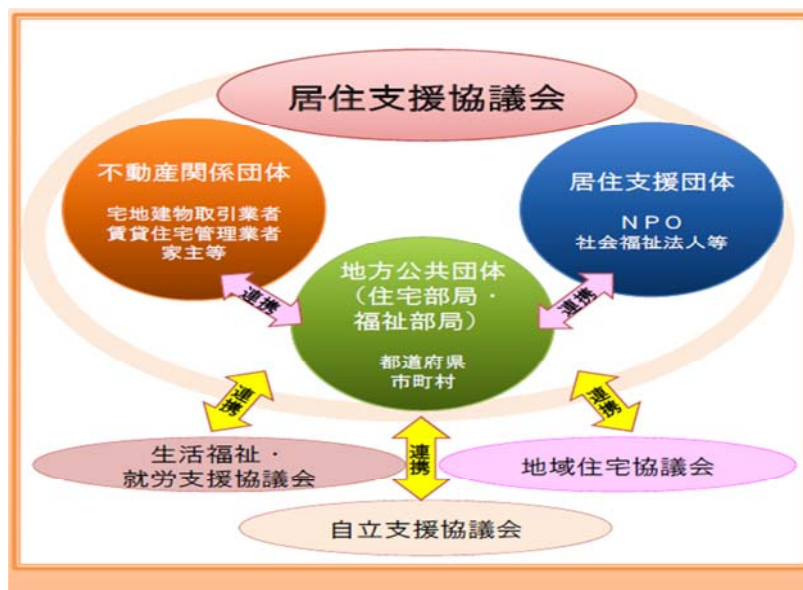 居住支援協議会
不動産関係団体
宅地建物取引業者
賃貸住宅管理業者
家主等
居住支援団体
NPO
社会福祉法人等
地方公共団体
（住宅部局・
福祉部局）
都道府県
市町村
連携
連携
連携
連携
連携
生活福祉・
就労支援協議会
地域住宅協議会
自立支援協議会